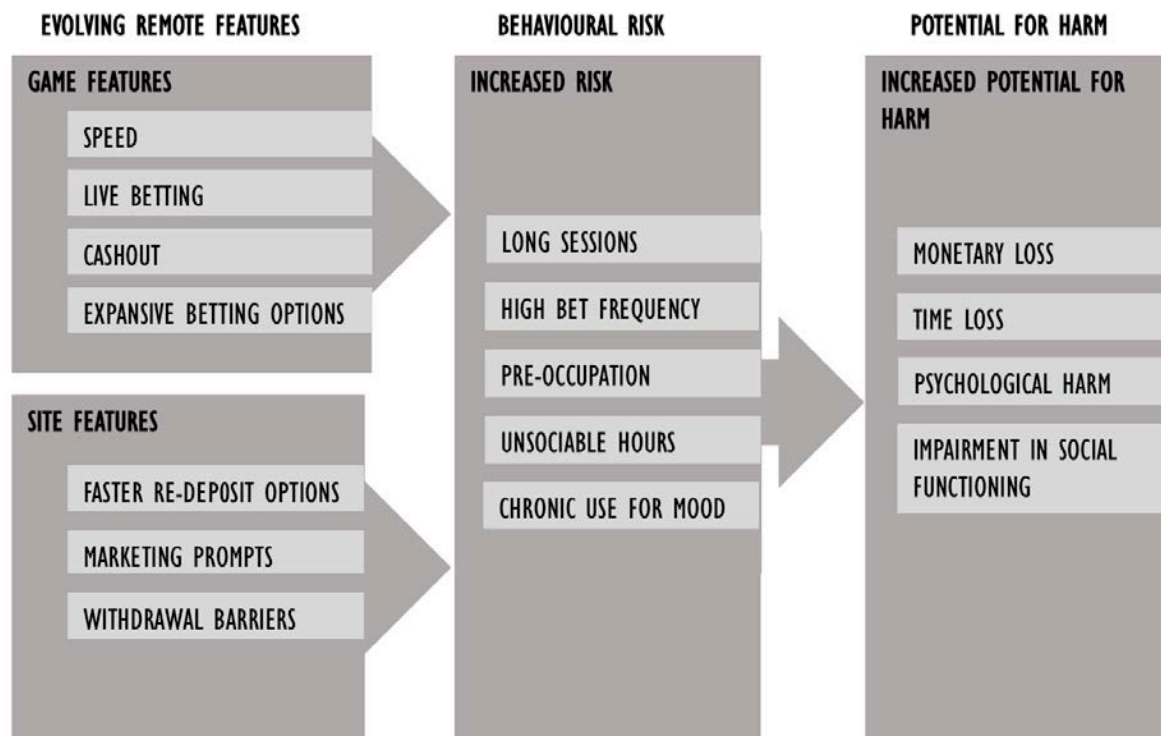 EVOLVING REMOTE FEATURES
GAME FEATURES
SPEED
LIVE BETTING
CASHOUT
EXPANSIVE BETTING OPTIONS
SITE FEATURES
FASTER RE-DEPOSIT OPTIONS
MARKETING PROMPTS
WITHDRAWAL BARRIERS
BEHAVIOURAL RISK
INCREASED RISK
LONG SESSIONS
HIGH BET FREQUENCY
PRE-OCCUPATION
UNSOCIABLE HOURS
CHRONIC USE FOR MOOD
POTENTIAL FOR HARM
INCREASED POTENTIAL FOR
HARM
MONETARY LOSS
TIME LOSS
PSYCHOLOGICAL HARM
IMPAIRMENT IN SOCIAL
FUNCTIONING